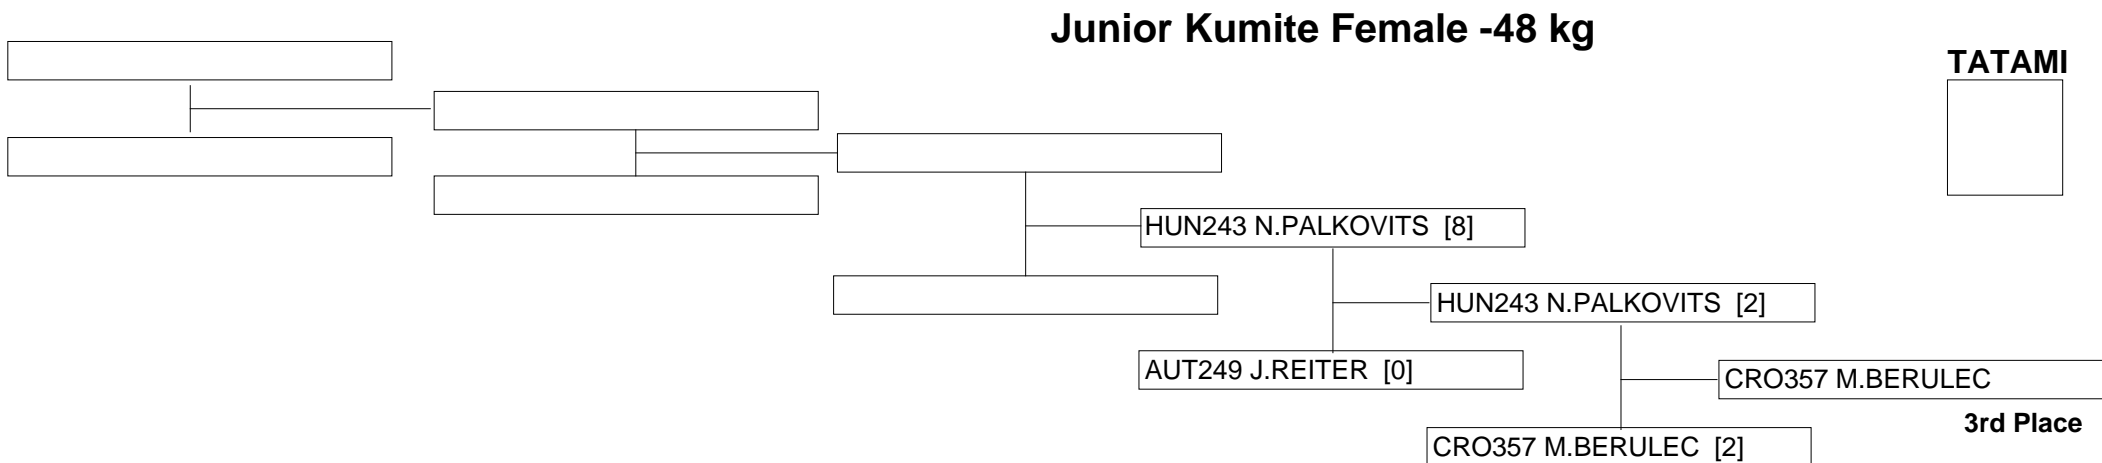 Junior Kumite Female -48 kg
TATAMI
HUN243 N.PALKOVITS [8]
HUN243 N.PALKOVITS [2]
AUT249 J.REITER [0]
CRO357 M.BERULEC
3rd Place
CRO357 M.BERULEC [2]